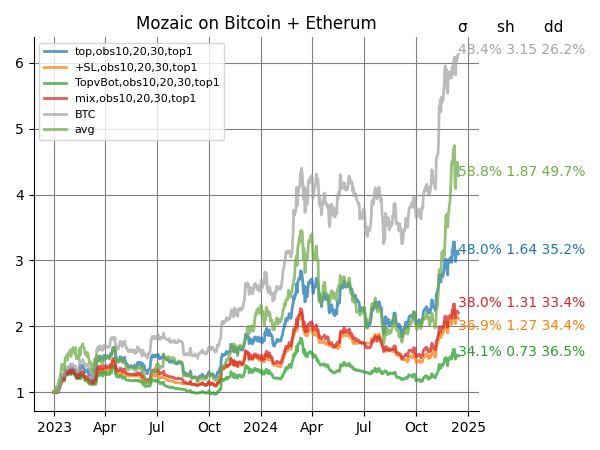 Mozaic on Bitcoin + Etherum
σ sh dd
top,obs10,20,30,top1
+SL,obs10,20,30,top1
TopvBot,obs10,20,30,top1
mix,obs10,20,30,top1
BTC
avg
48.4% 3.15 26.2%
58.8% 1.87 49.7%
48.0% 1.64 35.2%
38.0% 1.31 33.4%
36.9% 1.27 34.4%
34.1% 0.73 36.5%
6
5
4
3
2
1
2023 Apr Jul Oct 2024 Apr Jul Oct 2025